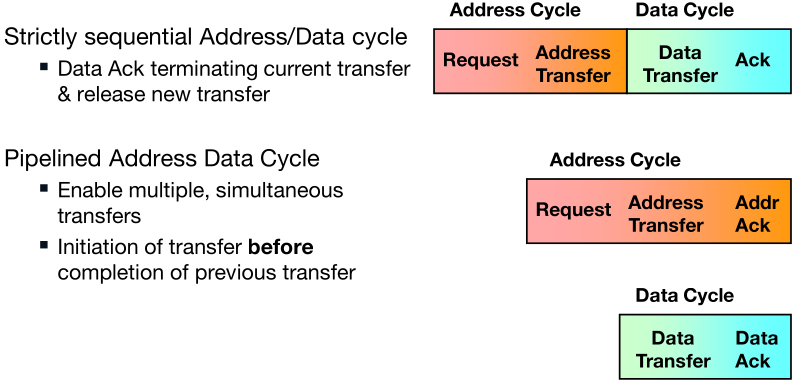 Address Cycle
Data Cycle
Strictly sequential Address/Data cycle
▪ Data Ack terminating current transfer
& release new transfer
Request
Address
Transfer
Data
Transfer
Ack
Pipelined Address Data Cycle
▪ Enable multiple, simultaneous
transfers
▪ Initiation of transfer before
completion of previous transfer
Address Cycle
Request
Address
Transfer
Addr
Ack
Data Cycle
Data
Transfer
Data
Ack